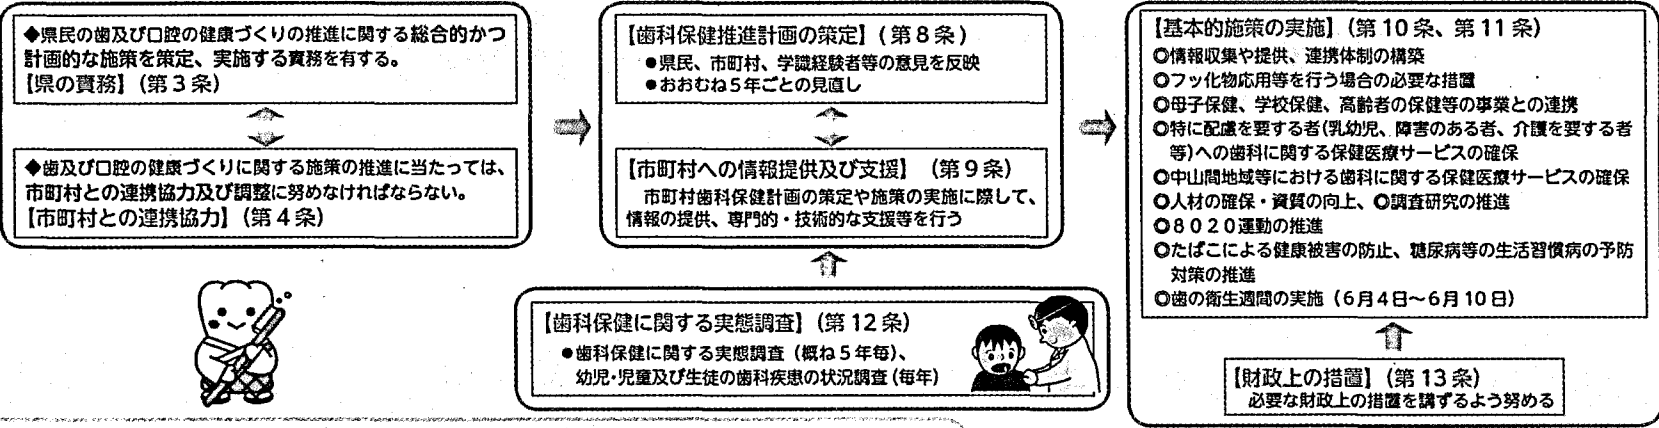 ◆県民の歯及び口腔の健康づくりの推進に関する総合的かつ
計画的な施策を策定、実施する責務を有する。
【県の責務】（第３条）
◆歯及び口腔の健康づくりに関する施策の推進に当たっては、
市町村との連携協力及び調整に努めなければならない。
【市町村との連携協力】（第４条）
【歯科保健推進計画の策定】（第８条）
●県民、市町村、学識経験者等の意見を反映
●おおむね５年ごとの見直し
【市町村への情報提供及び支援】（第９条）
市町村歯科保健計画の策定や施策の実施に際して、
情報の提供、専門的・技術的な支援等を行う
【歯科保健に関する実態調査】（第12条）
●歯科保健に関する実態調査（概ね５年毎）、
幼児・児童及び生徒の歯科疾患の状況調査（毎年）
【基本的施策の実施】（第10条、第11条）
◎情報収集や提供、連携体制の構築
◎フッ化物応用等を行う場合の必要な措置
◎母子保健、学校保健、高齢者の保健等の事業との連携
◎特に配慮を要する者（乳幼児、障害のある者、介護を要する者
等）への歯科に関する保健医療サービスの確保
◎中山間地域等における歯科に関する保健医療サービスの確保
◎人材の確保・資質の向上、◎調査研究の推進
◎８０２０運動の推進
◎たばこによる健康被害の防止、糖尿病等の生活習慣病の予防
対策の推進
◎歯の衛生週間の実施（６月４日～６月10日）
【財政上の措置】（第13条）
必要な財政上の措置を講ずるよう努める